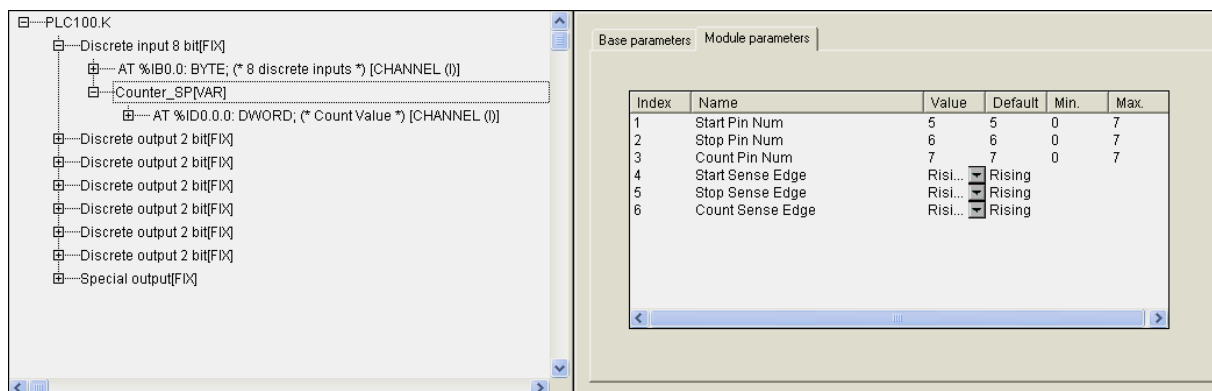 PLC100.K
Discrete input 8 bit[FIX]
AT %IB0.0: BYTE; (* 8 discrete inputs *) [CHANNEL (I)]
Counter_SP[VAR]
AT %ID0.0.0: DWORD; (* Count Value *) [CHANNEL (I)]
Discrete output 2 bit[FIX]
Discrete output 2 bit[FIX]
Discrete output 2 bit[FIX]
Discrete output 2 bit[FIX]
Discrete output 2 bit[FIX]
Discrete output 2 bit[FIX]
Special output[FIX]
Base parameters Module parameters
Index Name Value Default Min. Max.
1 Start Pin Num 5 5 0 7
2 Stop Pin Num 6 6 0 7
3 Count Pin Num 7 7 0 7
4 Start Sense Edge Risi... Rising
5 Stop Sense Edge Risi... Rising
6 Count Sense Edge Risi... Rising